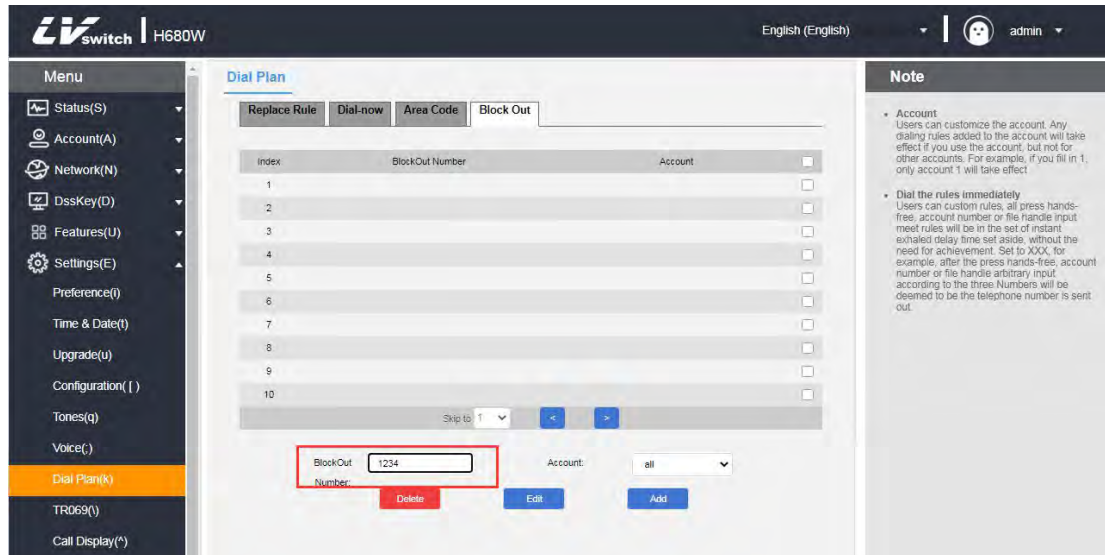 LVswitch H680W
English (English)
admin
Menu
Status(S)
Account(A)
Network(N)
DssKey(D)
Features(U)
Settings(E)
Preference(i)
Time & Date(t)
Upgrade(u)
Configuration( [ )
Tones(q)
Voice(;)
Dial Plan(k)
TR069(\)
Call Display(^)
Dial Plan
Replace Rule Dial-now Area Code Block Out
Index BlockOut Number Account
1
2
3
4
5
6
7
8
9
10
Skip to 1 < >
BlockOut Number: 1234 Account: all
Delete Edit Add
Note
Account
Users can customize the account. Any
dialing rules added to the account will take
effect if you use the account, but not for
other accounts. For example, if you fill in 1,
only account 1 will take effect
Dial the rules immediately
Users can custom rules, all press hands-
free, account number or file handle input
meet rules will be in the set of instant
exhaled delay time set aside, without the
need for achievement. Set to XXX, for
example, after the press hands-free, account
number or file handle arbitrary input
according to the three Numbers will be
deemed to be the telephone number is sent
out.